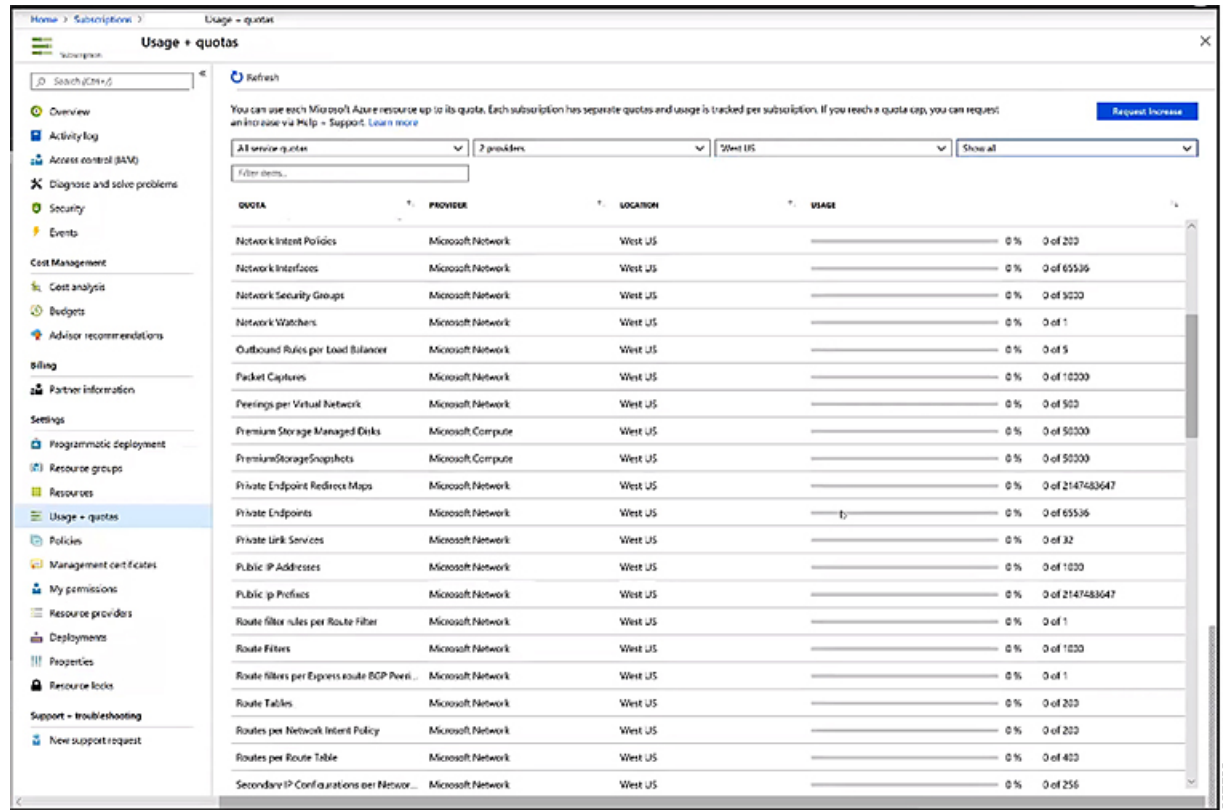 Home > Subscriptions > Usage + quotas
Usage + quotas
Subscription
Search (Ctrl+/)
Overview
Activity log
Access control (IAM)
Diagnose and solve problems
Security
Events
Cost Management
Cost analysis
Budgets
Advisor recommendations
Billing
Partner information
Settings
Programmatic deployment
Resource groups
Resources
Usage + quotas
Policies
Management certificates
My permissions
Resource providers
Deployments
Properties
Resource locks
Support + troubleshooting
New support request
Refresh
You can use each Microsoft Azure resource up to its quota. Each subscription has separate quotas and usage is tracked per subscription. If you reach a quota cap, you can request
an increase via Help + Support. Learn more
Request Increase
All service quotas 2 providers West US Show all
Filter items...
QUOTA PROVIDER LOCATION USAGE
Network Intent Policies Microsoft.Network West US 0 % 0 of 200
Network Interfaces Microsoft.Network West US 0 % 0 of 65536
Network Security Groups Microsoft.Network West US 0 % 0 of 5000
Network Watchers Microsoft.Network West US 0 % 0 of 1
Outbound Rules per Load Balancer Microsoft.Network West US 0 % 0 of 5
Packet Captures Microsoft.Network West US 0 % 0 of 10000
Peerings per Virtual Network Microsoft.Network West US 0 % 0 of 500
Premium Storage Managed Disks Microsoft.Compute West US 0 % 0 of 50000
PremiumStorageSnapshots Microsoft.Compute West US 0 % 0 of 50000
Private Endpoint Redirect Maps Microsoft.Network West US 0 % 0 of 2147483647
Private Endpoints Microsoft.Network West US 0 % 0 of 65536
Private Link Services Microsoft.Network West US 0 % 0 of 32
Public IP Addresses Microsoft.Network West US 0 % 0 of 1000
Public Ip Prefixes Microsoft.Network West US 0 % 0 of 2147483647
Route filter rules per Route Filter Microsoft.Network West US 0 % 0 of 1
Route Filters Microsoft.Network West US 0 % 0 of 1000
Route filters per Express route BGP Peeri... Microsoft.Network West US 0 % 0 of 1
Route Tables Microsoft.Network West US 0 % 0 of 200
Routes per Network Intent Policy Microsoft.Network West US 0 % 0 of 200
Routes per Route Table Microsoft.Network West US 0 % 0 of 400
Secondary IP Configurations per Networ... Microsoft.Network West US 0 % 0 of 256